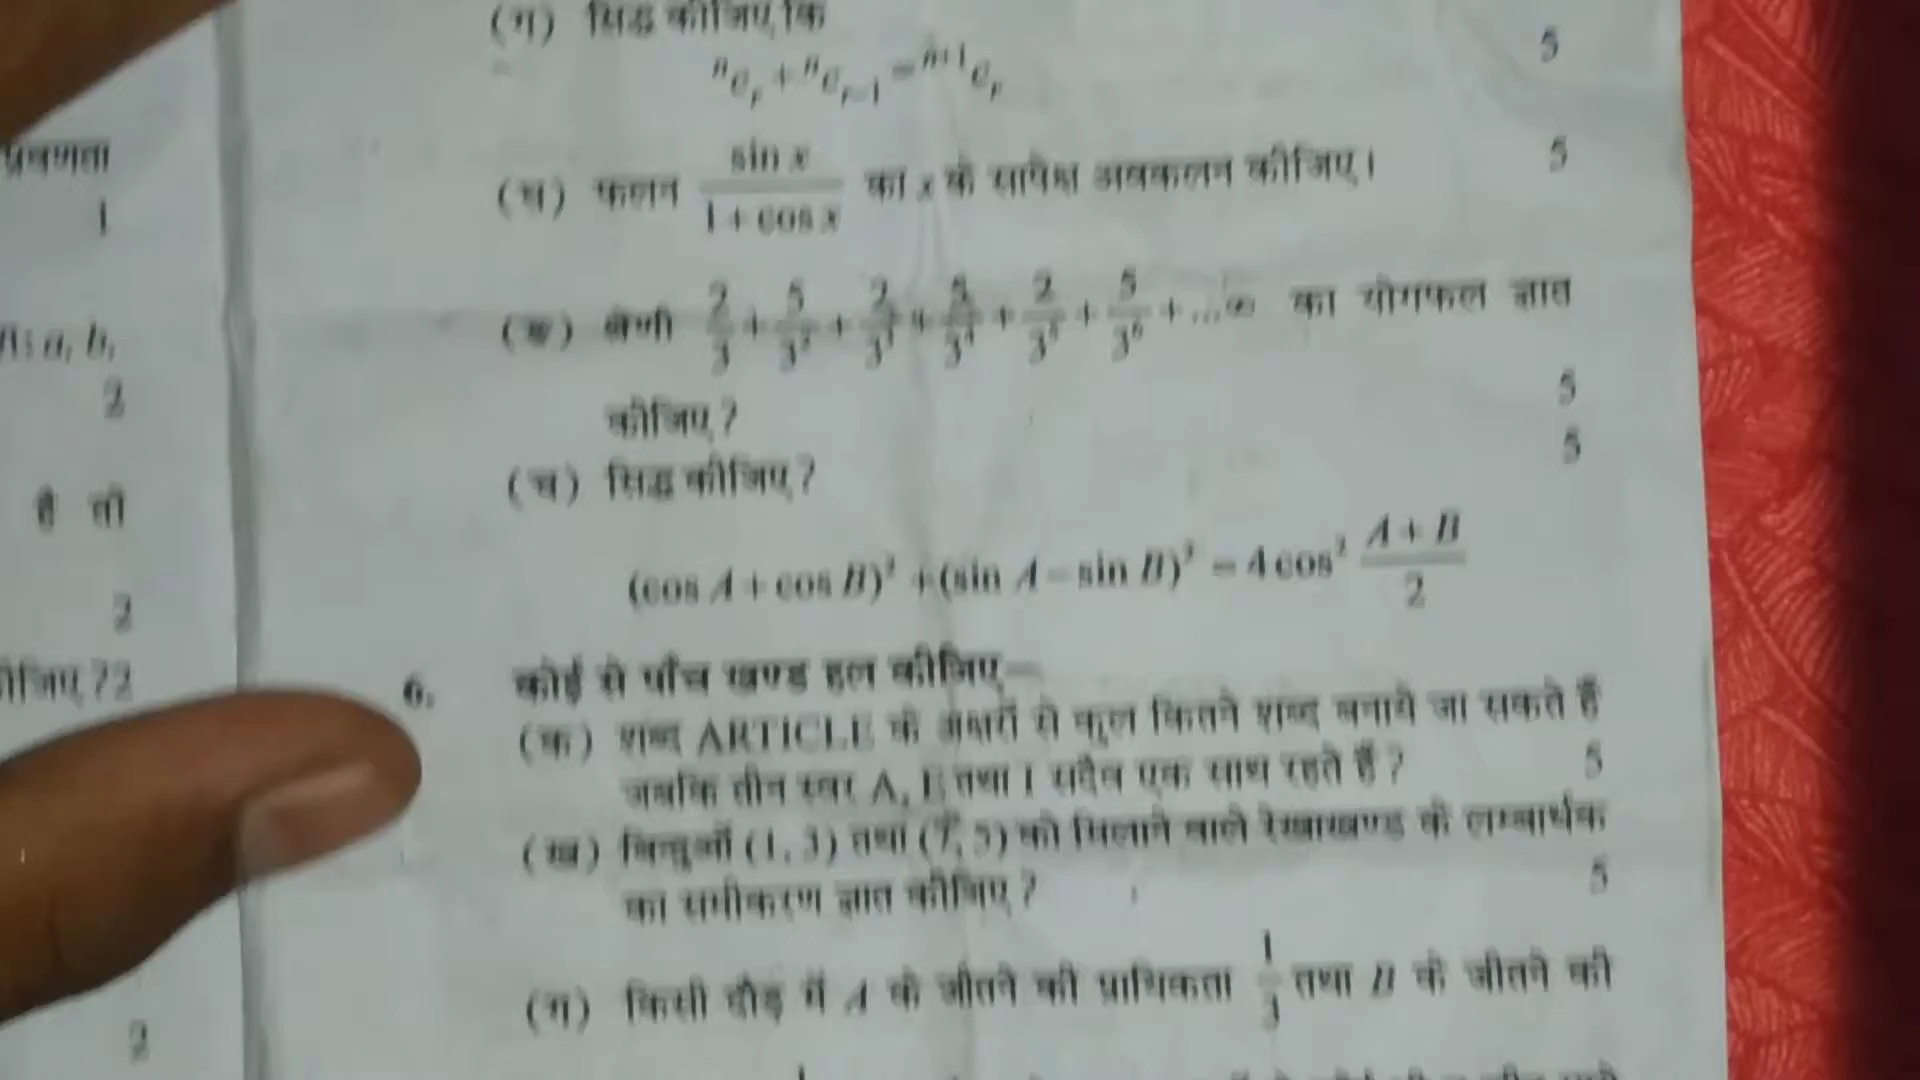 (ग) सिद्ध कीजिए कि
5
ⁿCᵣ + ⁿCᵣ₋₁ = ⁿ⁺¹Cᵣ
(घ) फलन sin x / 1 + cos x का x के सापेक्ष अवकलन कीजिए। 5
(ङ) श्रेणी 2/3 + 5/3² + 2/3³ + 5/3⁴ + 2/3⁵ + 5/3⁶ + ...∞ का योगफल ज्ञात
कीजिए? 5
(च) सिद्ध कीजिए? 5
(cos A + cos B)² + (sin A − sin B)² = 4 cos² A + B / 2
6. कोई से पाँच खण्ड हल कीजिए—
(क) शब्द ARTICLE के अक्षरों से कुल कितने शब्द बनाये जा सकते हैं
जबकि तीन स्वर A, E तथा I सदैव एक साथ रहते हैं? 5
(ख) बिन्दुओं (1, 3) तथा (7, 5) को मिलाने वाले रेखाखण्ड के लम्बार्धक
का समीकरण ज्ञात कीजिए? 5
(ग) किसी दौड़ में A के जीतने की प्रायिकता 1/3 तथा B के जीतने की
प्रवणता
1
a, b,
2
है तो
2
कीजिए ?2
2